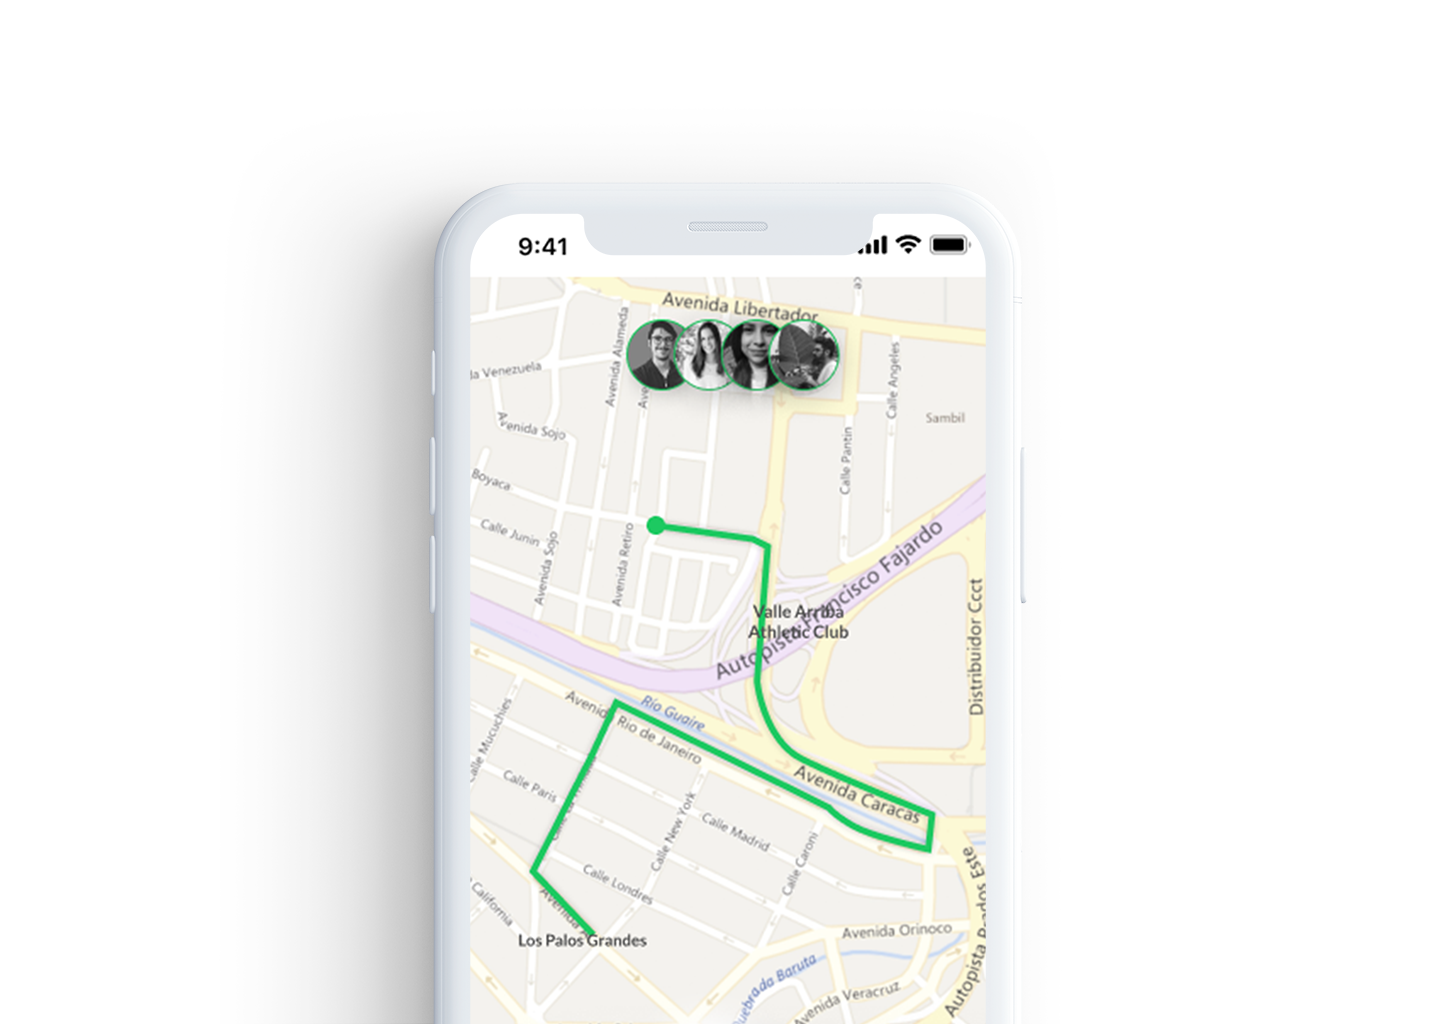 9:41
Avenida Libertador
Avenida Alameda
la Venezuela
Calle Angeles
Sambil
Avenida Sojo
Calle Pantin
Boyaca
Calle Junin
Avenida Sojo
Avenida Retiro
Autopista Francisco Fajardo
Valle Arriba
Athletic Club
Distribuidor Ccct
Río Guaire
Avenida Rio de Janeiro
Calle Mucuchies
Calle Paris
Avenida Caracas
Calle New York
Calle Madrid
Calle Caroni
Calle Londres
California
Los Palos Grandes
Avenida Orinoco
Autopista Prados Este
Quebrada Baruta
Avenida Veracruz